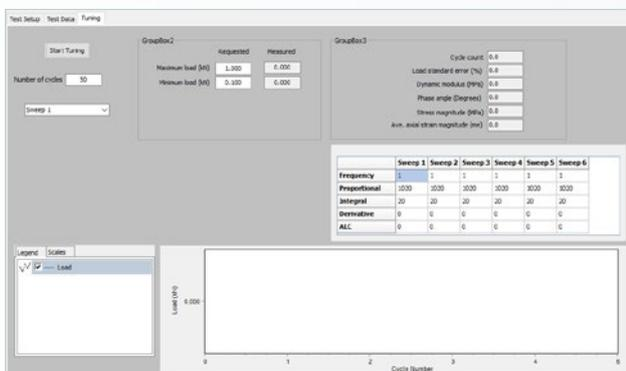 Test Setup Test Data Tuning
Start Tuning
Number of cycles 50
Sweep 1
GroupBox2
Requested Measured
Maximum load (kN) 1.000 0.000
Minimum load (kN) 0.100 0.000
GroupBox3
Cycle count 0.0
Load standard error (%) 0.0
Dynamic modulus (MPa) 0.0
Phase angle (Degrees) 0.0
Stress magnitude (MPa) 0.0
Ave. axial strain magnitude (me) 0.0
Sweep 1 Sweep 2 Sweep 3 Sweep 4 Sweep 5 Sweep 6
Frequency 1 1 1 1 1 1
Proportional 1020 1020 1020 1020 1020 1020
Integral 20 20 20 20 20 20
Derivative 0 0 0 0 0 0
ALC 0 0 0 0 0 0
Legend Scales
Load
Load (kN)
0.000
0 1 2 3 4 5
Cycle Number